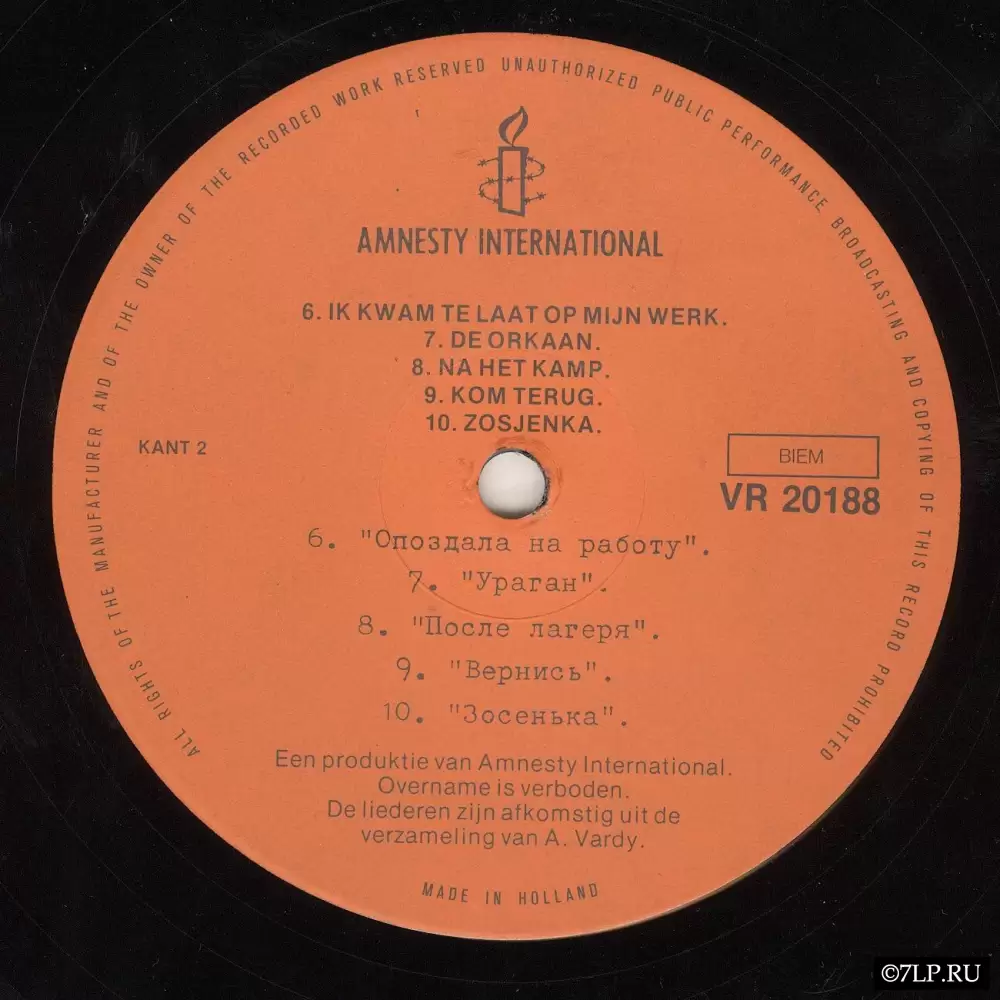 ALL RIGHTS OF THE MANUFACTURER AND OF THE OWNER OF THE RECORDED WORK RESERVED UNAUTHORIZED PUBLIC PERFORMANCE BROADCASTING AND COPYING OF THIS RECORD PROHIBITED
AMNESTY INTERNATIONAL
6. IK KWAM TE LAAT OP MIJN WERK.
7. DE ORKAAN.
8. NA HET KAMP.
9. KOM TERUG.
10. ZOSJENKA.
KANT 2
BIEM
VR 20188
6. "Опоздала на работу".
7. "Ураган".
8. "После лагеря".
9. "Вернись".
10. "Зосенька".
Een produktie van Amnesty International.
Overname is verboden.
De liederen zijn afkomstig uit de
verzameling van A. Vardy.
MADE IN HOLLAND
©7LP.RU